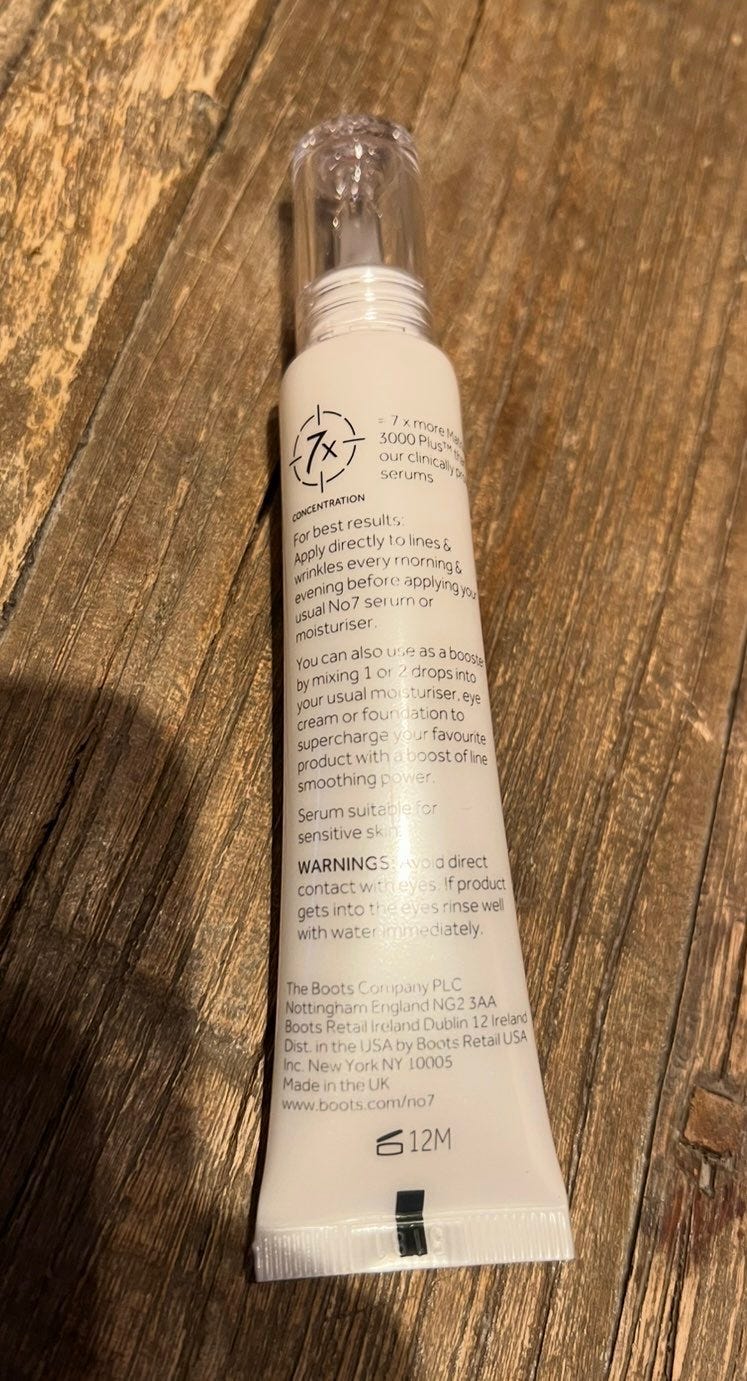 7x
CONCENTRATION
= 7 x more
3000 Plus™
our clinically
serums
For best results:
Apply directly to lines &
wrinkles every morning &
evening before applying your
usual No7 serum or
moisturiser.
You can also use as a booste
by mixing 1 or 2 drops into
your usual moisturiser, eye
cream or foundation to
supercharge your favourite
product with a boost of line
smoothing power.
Serum suitable for
sensitive skin.
WARNINGS: Avoid direct
contact with eyes. If product
gets into the eyes rinse well
with water immediately.
The Boots Company PLC
Nottingham England NG2 3AA
Boots Retail Ireland Dublin 12 Ireland
Dist. in the USA by Boots Retail USA
Inc. New York NY 10005
Made in the UK
www.boots.com/no7
12M